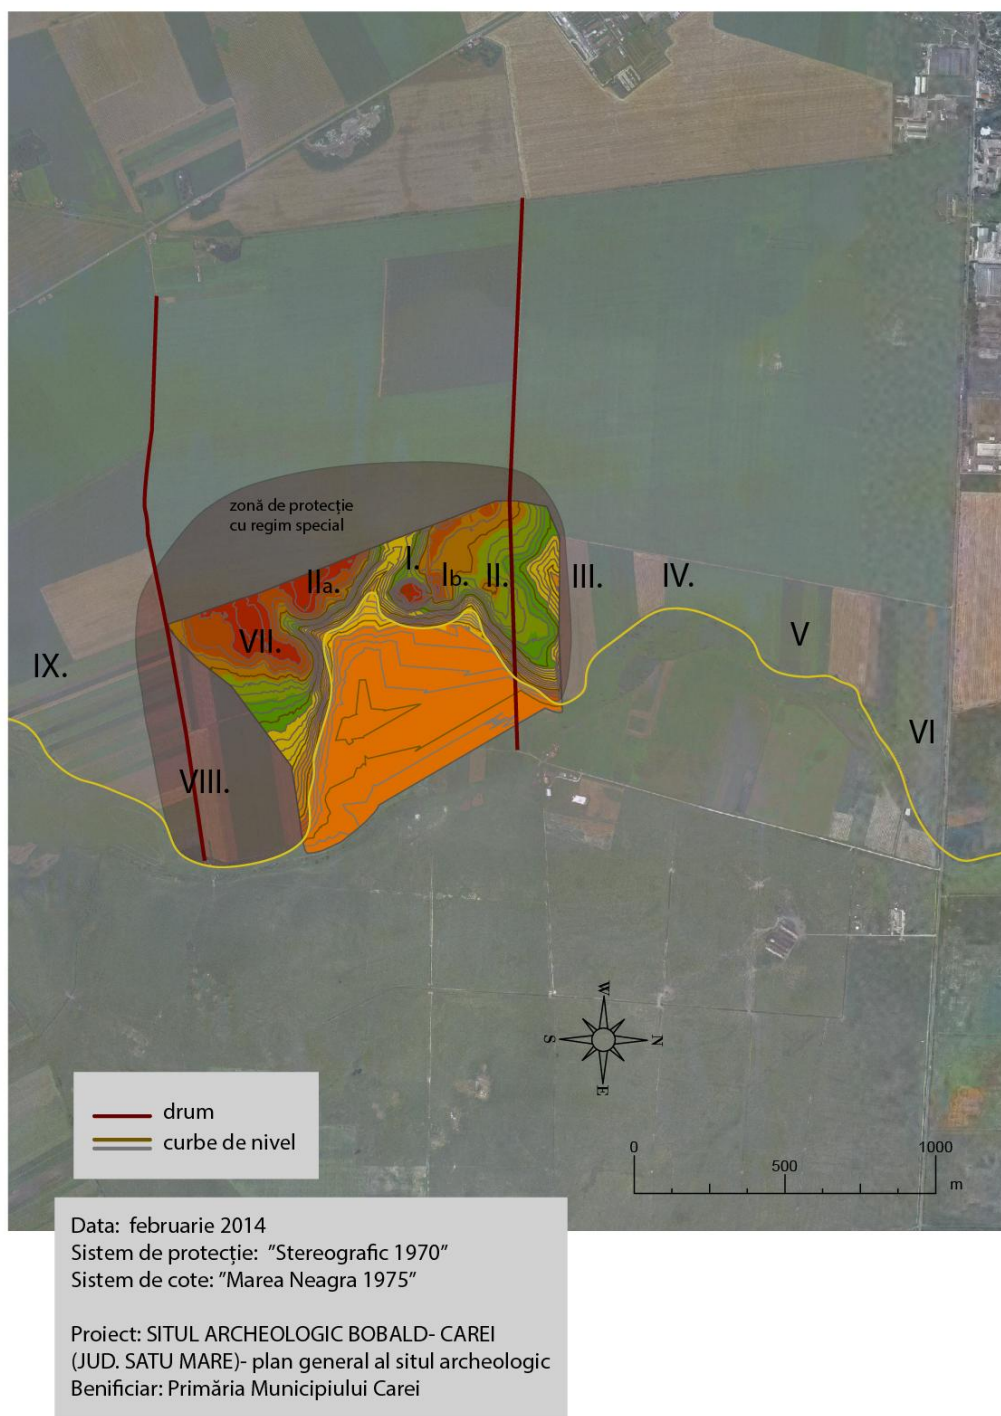 zonă de protecție
cu regim special
I.
IIa.
Ib.
II.
III.
IV.
VII.
V
IX.
VI
VIII.
W
S
N
E
drum
curbe de nivel
0
500
1000
m
Data: februarie 2014
Sistem de protecție: ”Stereografic 1970”
Sistem de cote: ”Marea Neagra 1975”
Proiect: SITUL ARCHEOLOGIC BOBALD- CAREI
(JUD. SATU MARE)- plan general al situl archeologic
Benificiar: Primăria Municipiului Carei